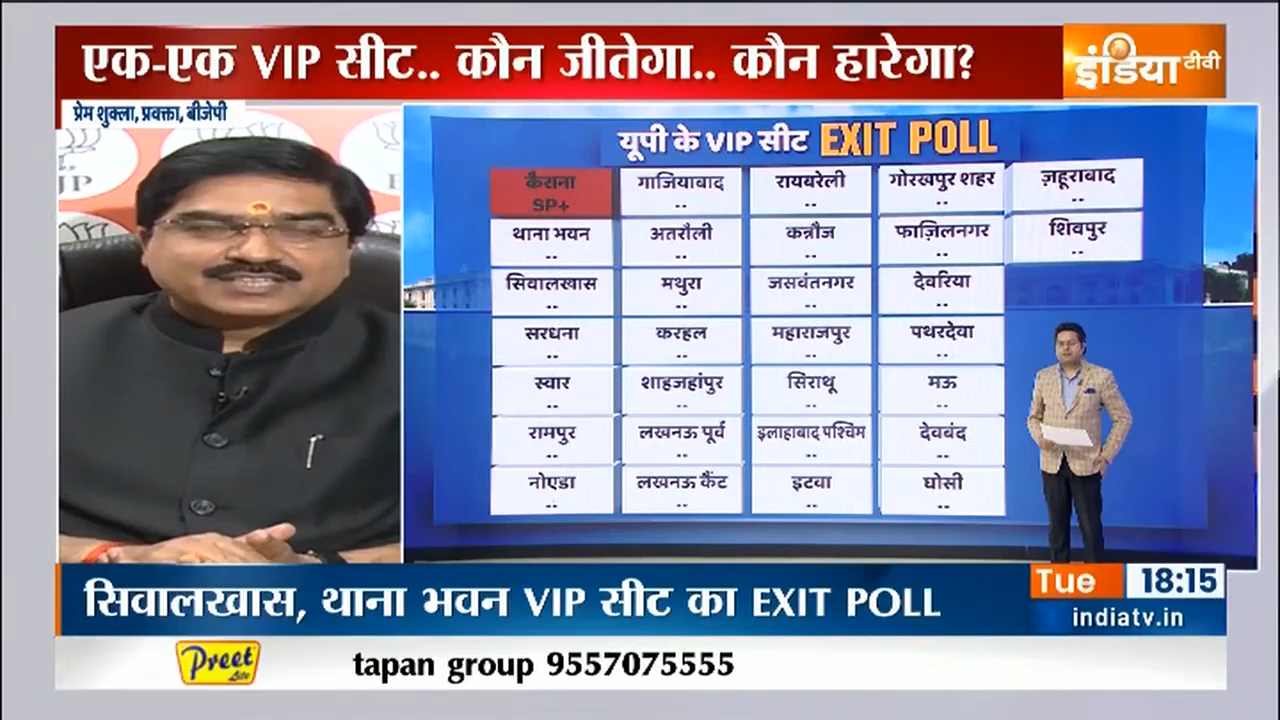 एक-एक VIP सीट.. कौन जीतेगा.. कौन हारेगा?
इंडिया टीवी
प्रेम शुक्ला, प्रवक्ता, बीजेपी
JP
यूपी के VIP सीट EXIT POLL
कैराना
SP+
गाजियाबाद
--
रायबरेली
--
गोरखपुर शहर
--
ज़हूराबाद
--
थाना भवन
--
अतरौली
--
कन्नौज
--
फाज़िलनगर
--
शिवपुर
--
सिवालखास
--
मथुरा
--
जसवंतनगर
--
देवरिया
--
सरधना
--
करहल
--
महाराजपुर
--
पथरदेवा
--
स्वार
--
शाहजहांपुर
--
सिराथू
--
मऊ
--
रामपुर
--
लखनऊ पूर्व
--
इलाहाबाद पश्चिम
--
देवबंद
--
नोएडा
--
लखनऊ कैंट
--
इटवा
--
घोसी
--
सिवालखास, थाना भवन VIP सीट का EXIT POLL
Tue 18:15
indiatv.in
Preet Lite
tapan group 9557075555